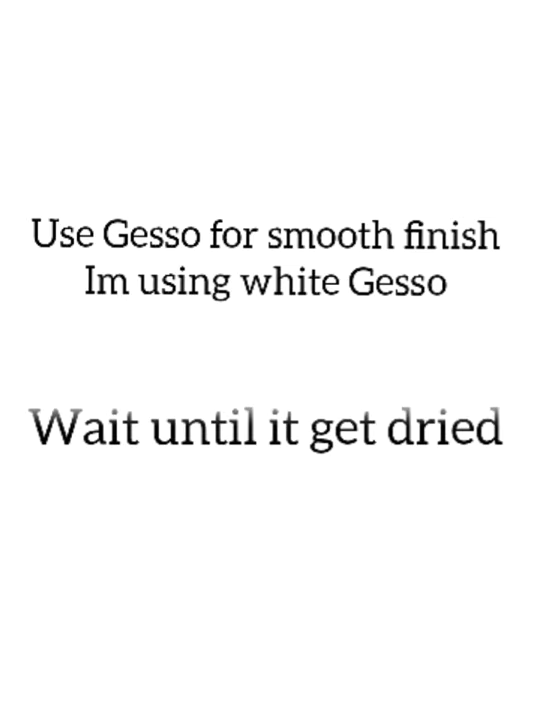 Use Gesso for smooth finish
Im using white Gesso
Wait until it get dried